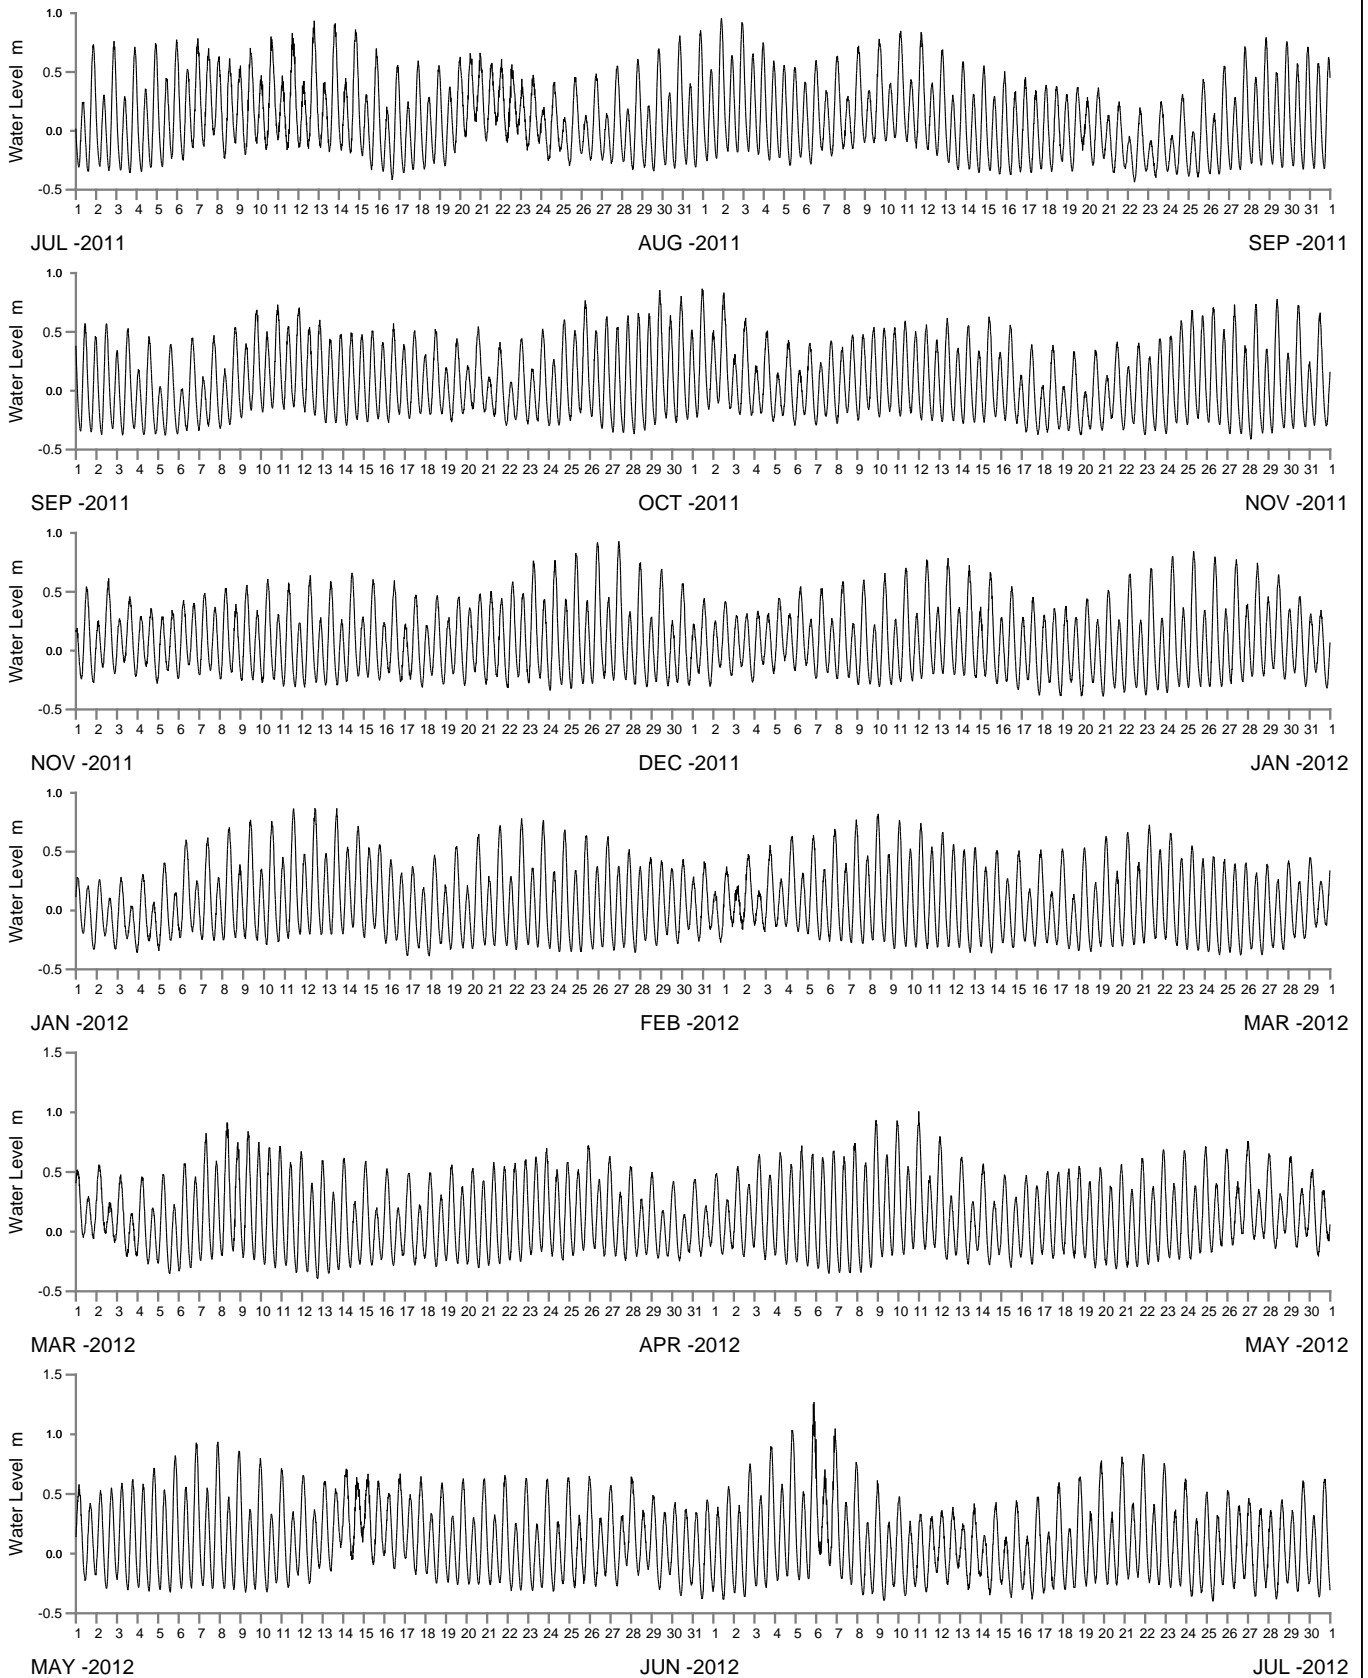 1.0
0.5
0.0
-0.5
Water Level m
1 2 3 4 5 6 7 8 9 10 11 12 13 14 15 16 17 18 19 20 21 22 23 24 25 26 27 28 29 30 31 1 2 3 4 5 6 7 8 9 10 11 12 13 14 15 16 17 18 19 20 21 22 23 24 25 26 27 28 29 30 31 1
JUL -2011 AUG -2011 SEP -2011
1.0
0.5
0.0
-0.5
Water Level m
1 2 3 4 5 6 7 8 9 10 11 12 13 14 15 16 17 18 19 20 21 22 23 24 25 26 27 28 29 30 1 2 3 4 5 6 7 8 9 10 11 12 13 14 15 16 17 18 19 20 21 22 23 24 25 26 27 28 29 30 31 1
SEP -2011 OCT -2011 NOV -2011
1.0
0.5
0.0
-0.5
Water Level m
1 2 3 4 5 6 7 8 9 10 11 12 13 14 15 16 17 18 19 20 21 22 23 24 25 26 27 28 29 30 1 2 3 4 5 6 7 8 9 10 11 12 13 14 15 16 17 18 19 20 21 22 23 24 25 26 27 28 29 30 31 1
NOV -2011 DEC -2011 JAN -2012
1.0
0.5
0.0
-0.5
Water Level m
1 2 3 4 5 6 7 8 9 10 11 12 13 14 15 16 17 18 19 20 21 22 23 24 25 26 27 28 29 30 31 1 2 3 4 5 6 7 8 9 10 11 12 13 14 15 16 17 18 19 20 21 22 23 24 25 26 27 28 29 1
JAN -2012 FEB -2012 MAR -2012
1.5
1.0
0.5
0.0
-0.5
Water Level m
1 2 3 4 5 6 7 8 9 10 11 12 13 14 15 16 17 18 19 20 21 22 23 24 25 26 27 28 29 30 31 1 2 3 4 5 6 7 8 9 10 11 12 13 14 15 16 17 18 19 20 21 22 23 24 25 26 27 28 29 30 1
MAR -2012 APR -2012 MAY -2012
1.5
1.0
0.5
0.0
-0.5
Water Level m
1 2 3 4 5 6 7 8 9 10 11 12 13 14 15 16 17 18 19 20 21 22 23 24 25 26 27 28 29 30 31 1 2 3 4 5 6 7 8 9 10 11 12 13 14 15 16 17 18 19 20 21 22 23 24 25 26 27 28 29 30 1
MAY -2012 JUN -2012 JUL -2012